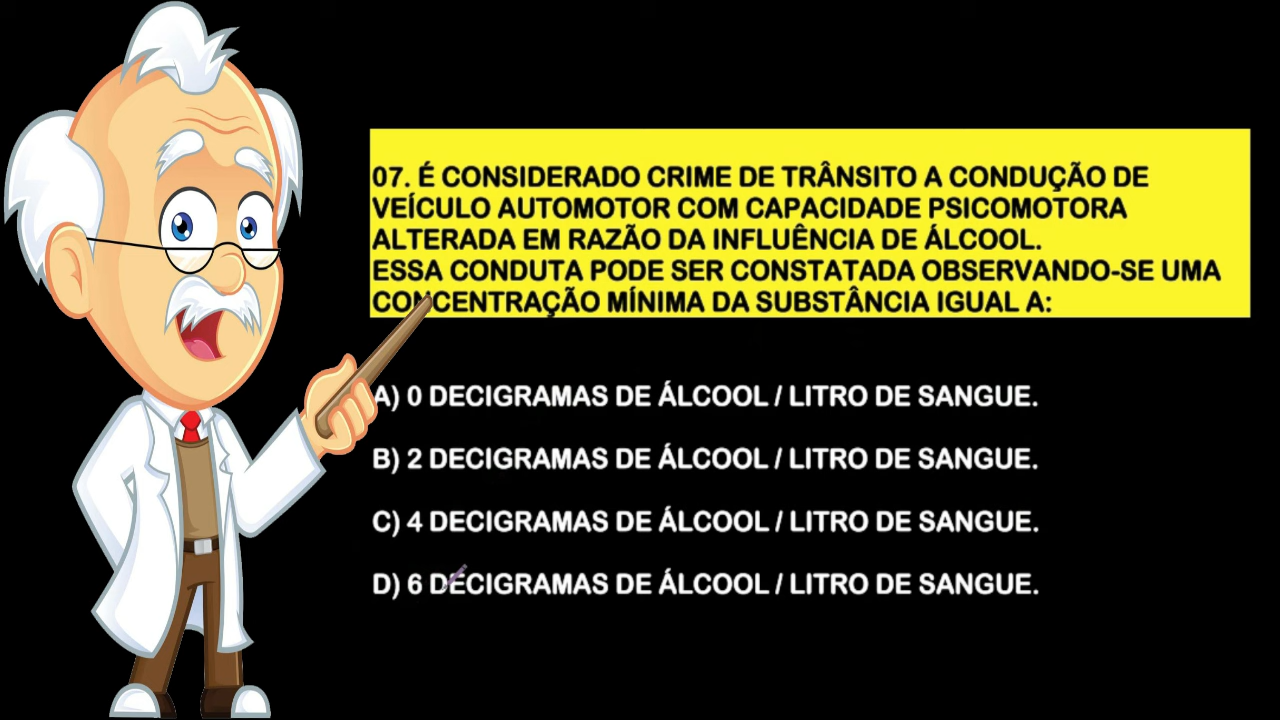 07. É CONSIDERADO CRIME DE TRÂNSITO A CONDUÇÃO DE
VEÍCULO AUTOMOTOR COM CAPACIDADE PSICOMOTORA
ALTERADA EM RAZÃO DA INFLUÊNCIA DE ÁLCOOL.
ESSA CONDUTA PODE SER CONSTATADA OBSERVANDO-SE UMA
CONCENTRAÇÃO MÍNIMA DA SUBSTÂNCIA IGUAL A:
A) 0 DECIGRAMAS DE ÁLCOOL / LITRO DE SANGUE.
B) 2 DECIGRAMAS DE ÁLCOOL / LITRO DE SANGUE.
C) 4 DECIGRAMAS DE ÁLCOOL / LITRO DE SANGUE.
D) 6 DECIGRAMAS DE ÁLCOOL / LITRO DE SANGUE.